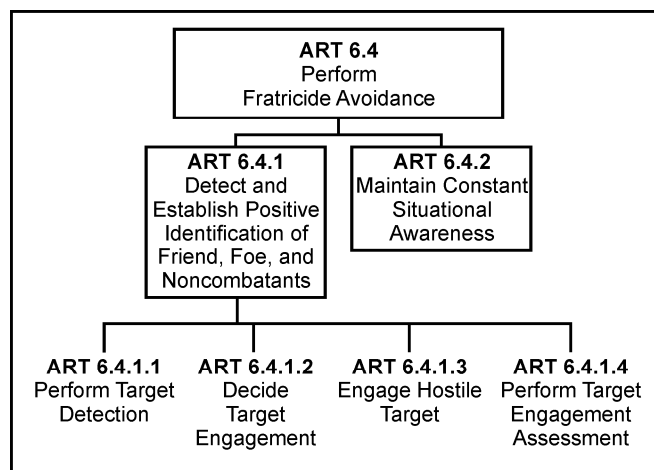 ART 6.4
Perform
Fratricide Avoidance
ART 6.4.1
Detect and
Establish Positive
Identification of
Friend, Foe, and
Noncombatants
ART 6.4.2
Maintain Constant
Situational
Awareness
ART 6.4.1.1
Perform Target
Detection
ART 6.4.1.2
Decide
Target
Engagement
ART 6.4.1.3
Engage Hostile
Target
ART 6.4.1.4
Perform Target
Engagement
Assessment